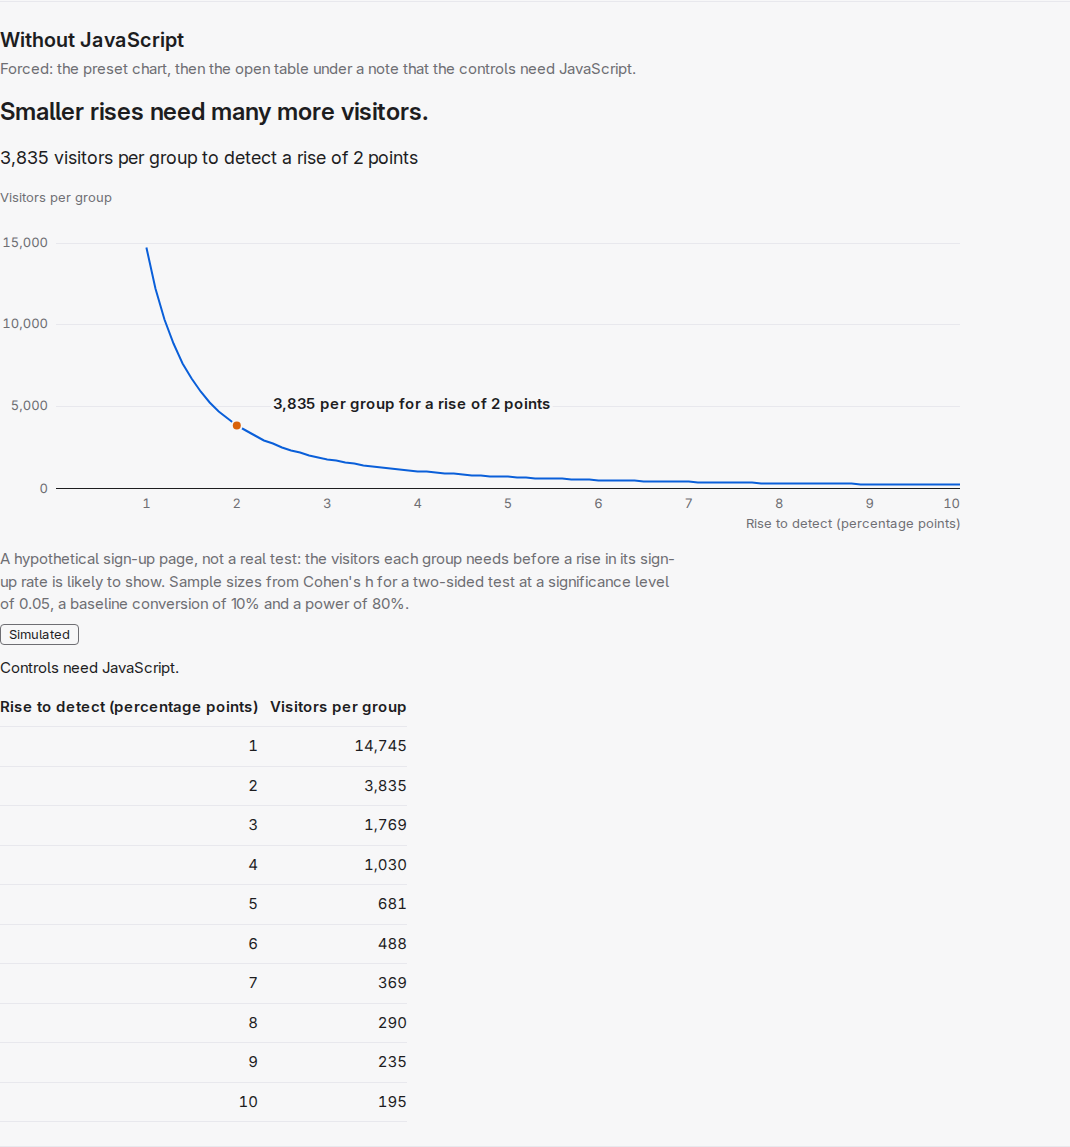 Without JavaScript
Forced: the preset chart, then the open table under a note that the controls need JavaScript.
Smaller rises need many more visitors.
3,835 visitors per group to detect a rise of 2 points
Visitors per group
15,000
10,000
5,000
3,835 per group for a rise of 2 points
0
1 2 3 4 5 6 7 8 9 10
Rise to detect (percentage points)
A hypothetical sign-up page, not a real test: the visitors each group needs before a rise in its sign-
up rate is likely to show. Sample sizes from Cohen's h for a two-sided test at a significance level
of 0.05, a baseline conversion of 10% and a power of 80%.
Simulated
Controls need JavaScript.
Rise to detect (percentage points) Visitors per group
1 14,745
2 3,835
3 1,769
4 1,030
5 681
6 488
7 369
8 290
9 235
10 195